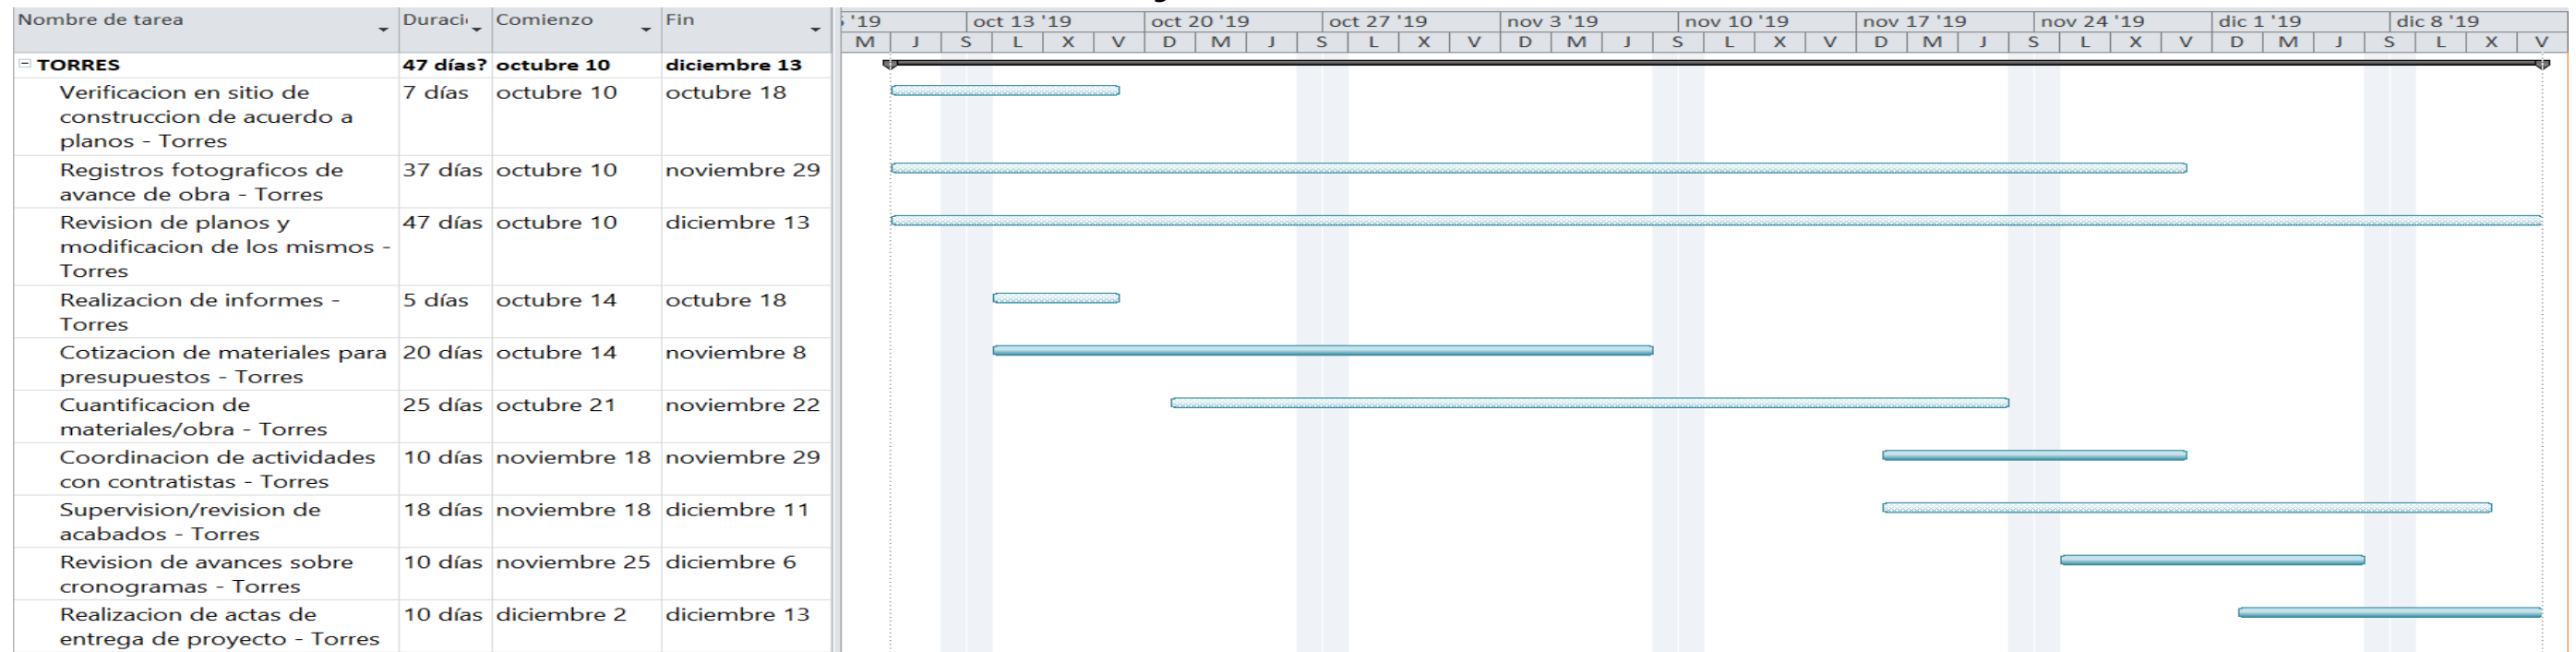 Nombre de tarea Duracić Comienzo Fin
'19 oct 13 '19 oct 20 '19 oct 27 '19 nov 3 '19 nov 10 '19 nov 17 '19 nov 24 '19 dic 1 '19 dic 8 '19
M J S L X V D M J S L X V D M J S L X V D M J S L X V D M J S L X V
TORRES 47 días? octubre 10 diciembre 13
Verificacion en sitio de 7 días octubre 10 octubre 18
construccion de acuerdo a
planos - Torres
Registros fotograficos de 37 días octubre 10 noviembre 29
avance de obra - Torres
Revision de planos y 47 días octubre 10 diciembre 13
modificacion de los mismos -
Torres
Realizacion de informes - 5 días octubre 14 octubre 18
Torres
Cotizacion de materiales para 20 días octubre 14 noviembre 8
presupuestos - Torres
Cuantificacion de 25 días octubre 21 noviembre 22
materiales/obra - Torres
Coordinacion de actividades 10 días noviembre 18 noviembre 29
con contratistas - Torres
Supervision/revision de 18 días noviembre 18 diciembre 11
acabados - Torres
Revision de avances sobre 10 días noviembre 25 diciembre 6
cronogramas - Torres
Realizacion de actas de 10 días diciembre 2 diciembre 13
entrega de proyecto - Torres